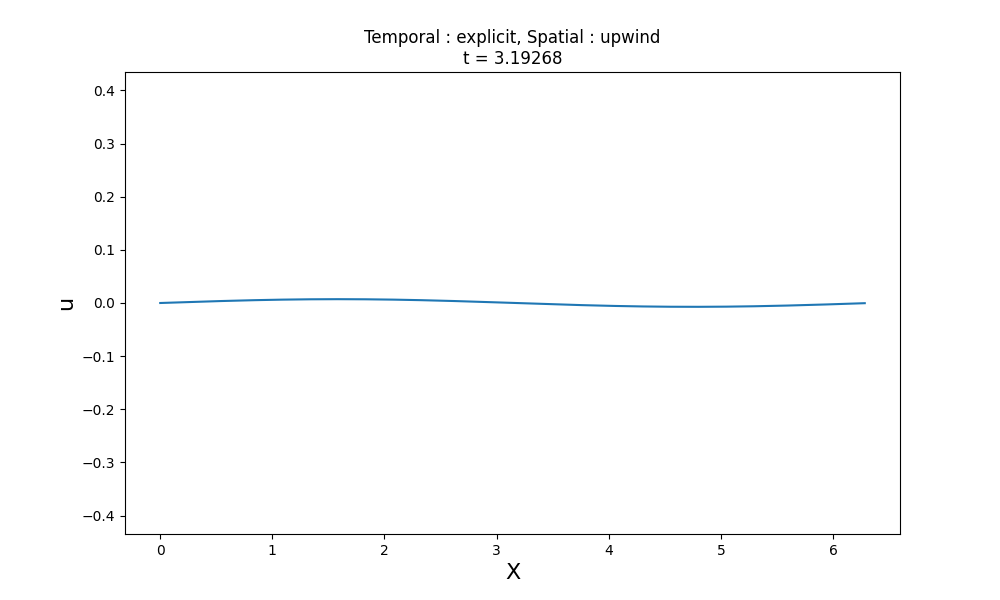 Temporal : explicit, Spatial : upwind
t = 3.19268
0.4
0.3
0.2
0.1
0.0
−0.1
−0.2
−0.3
−0.4
u
0 1 2 3 4 5 6
X